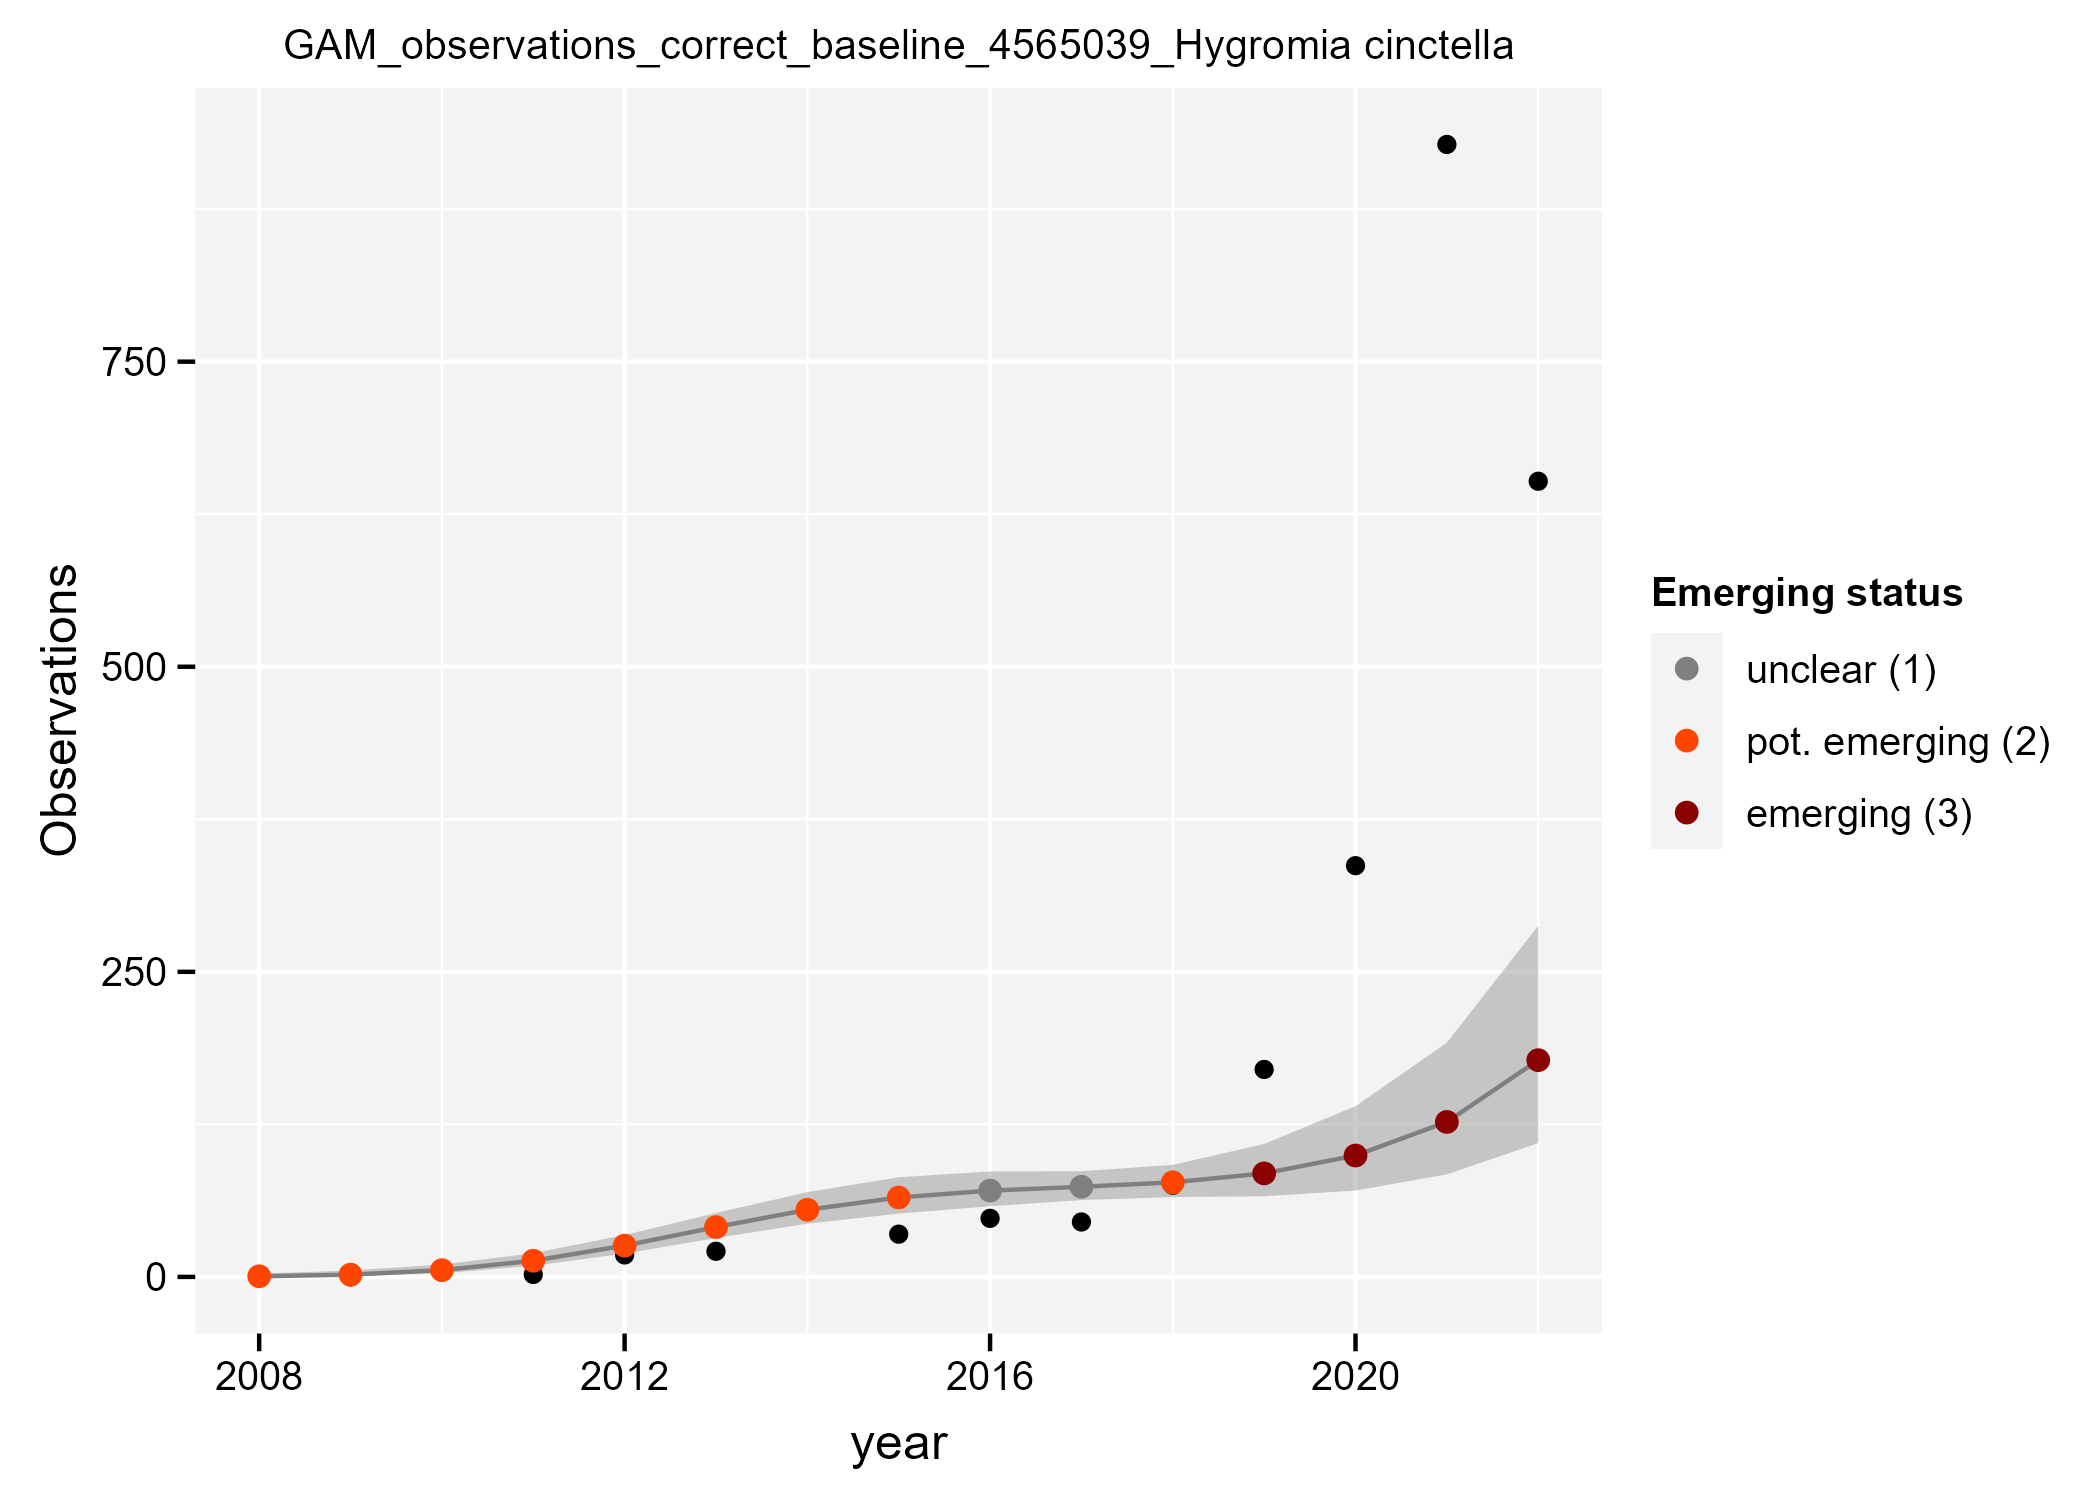 GAM_observations_correct_baseline_4565039_Hygromia cinctella
Observations
750
500
250
0
2008 2012 2016 2020
year
Emerging status
unclear (1)
pot. emerging (2)
emerging (3)